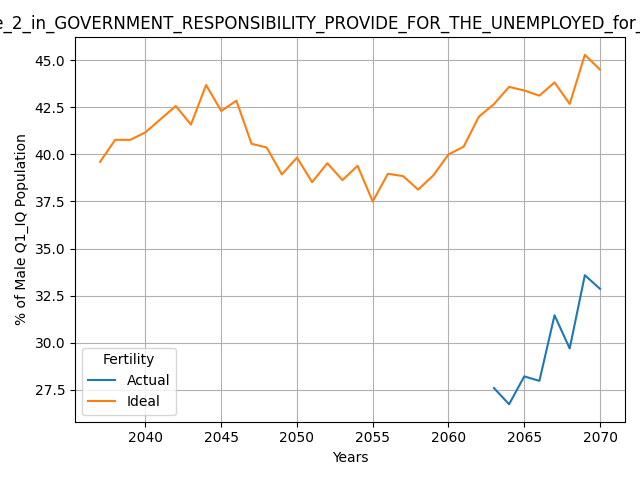 _2_in_GOVERNMENT_RESPONSIBILITY_PROVIDE_FOR_THE_UNEMPLOYED_for_
45.0
42.5
40.0
37.5
35.0
32.5
30.0
27.5
% of Male Q1_IQ Population
Fertility
Actual
Ideal
2040 2045 2050 2055 2060 2065 2070
Years